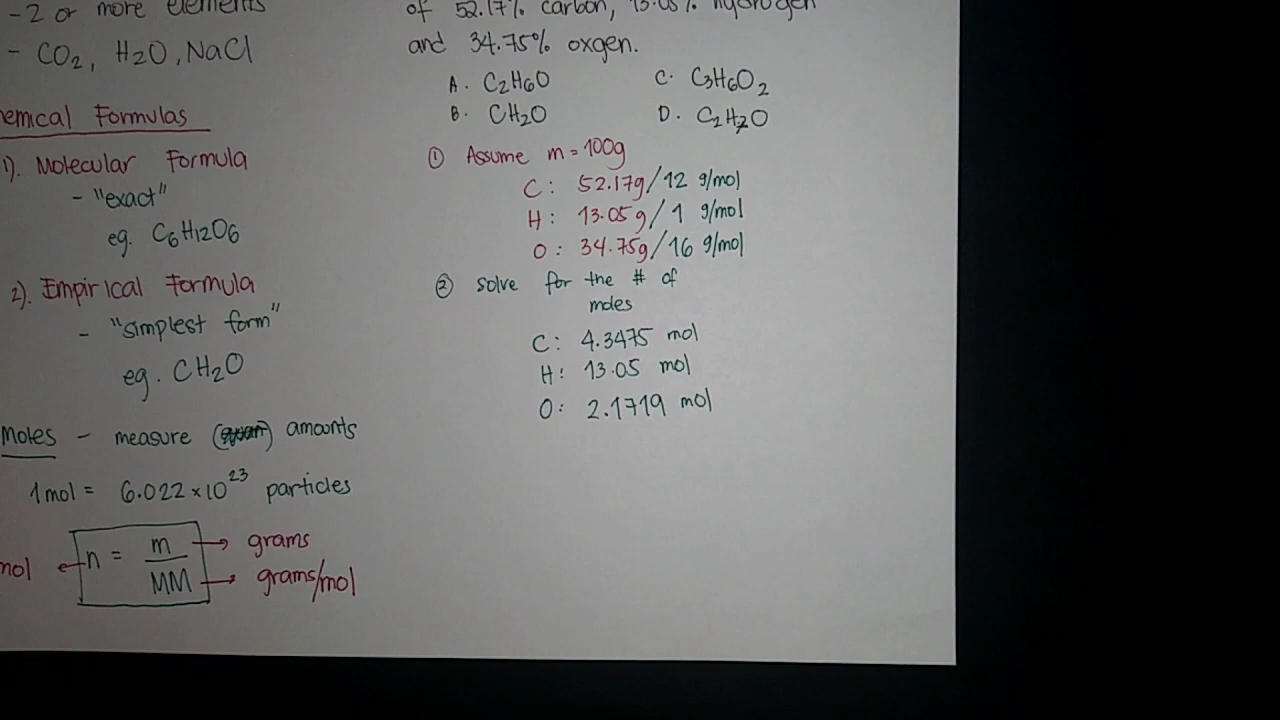 -2 or more elements
- CO2, H2O, NaCl
emical Formulas
1). Molecular Formula
- "exact"
eg. C6H12O6
2). Empirical Formula
- "simplest form"
eg. CH2O
Moles - measure () amounts
1 mol = 6.022 x 10^23 particles
mol ← n = m/MM → grams
→ grams/mol
of 52.17% carbon, 13.05% hydrogen
and 34.75% oxgen.
A. C2H6O C. C3H6O2
B. CH2O D. C2H7O
① Assume m = 100g
C: 52.17g/12 g/mol
H: 13.05g/1 g/mol
O: 34.75g/16 g/mol
② solve for the # of
moles
C: 4.3475 mol
H: 13.05 mol
O: 2.1719 mol